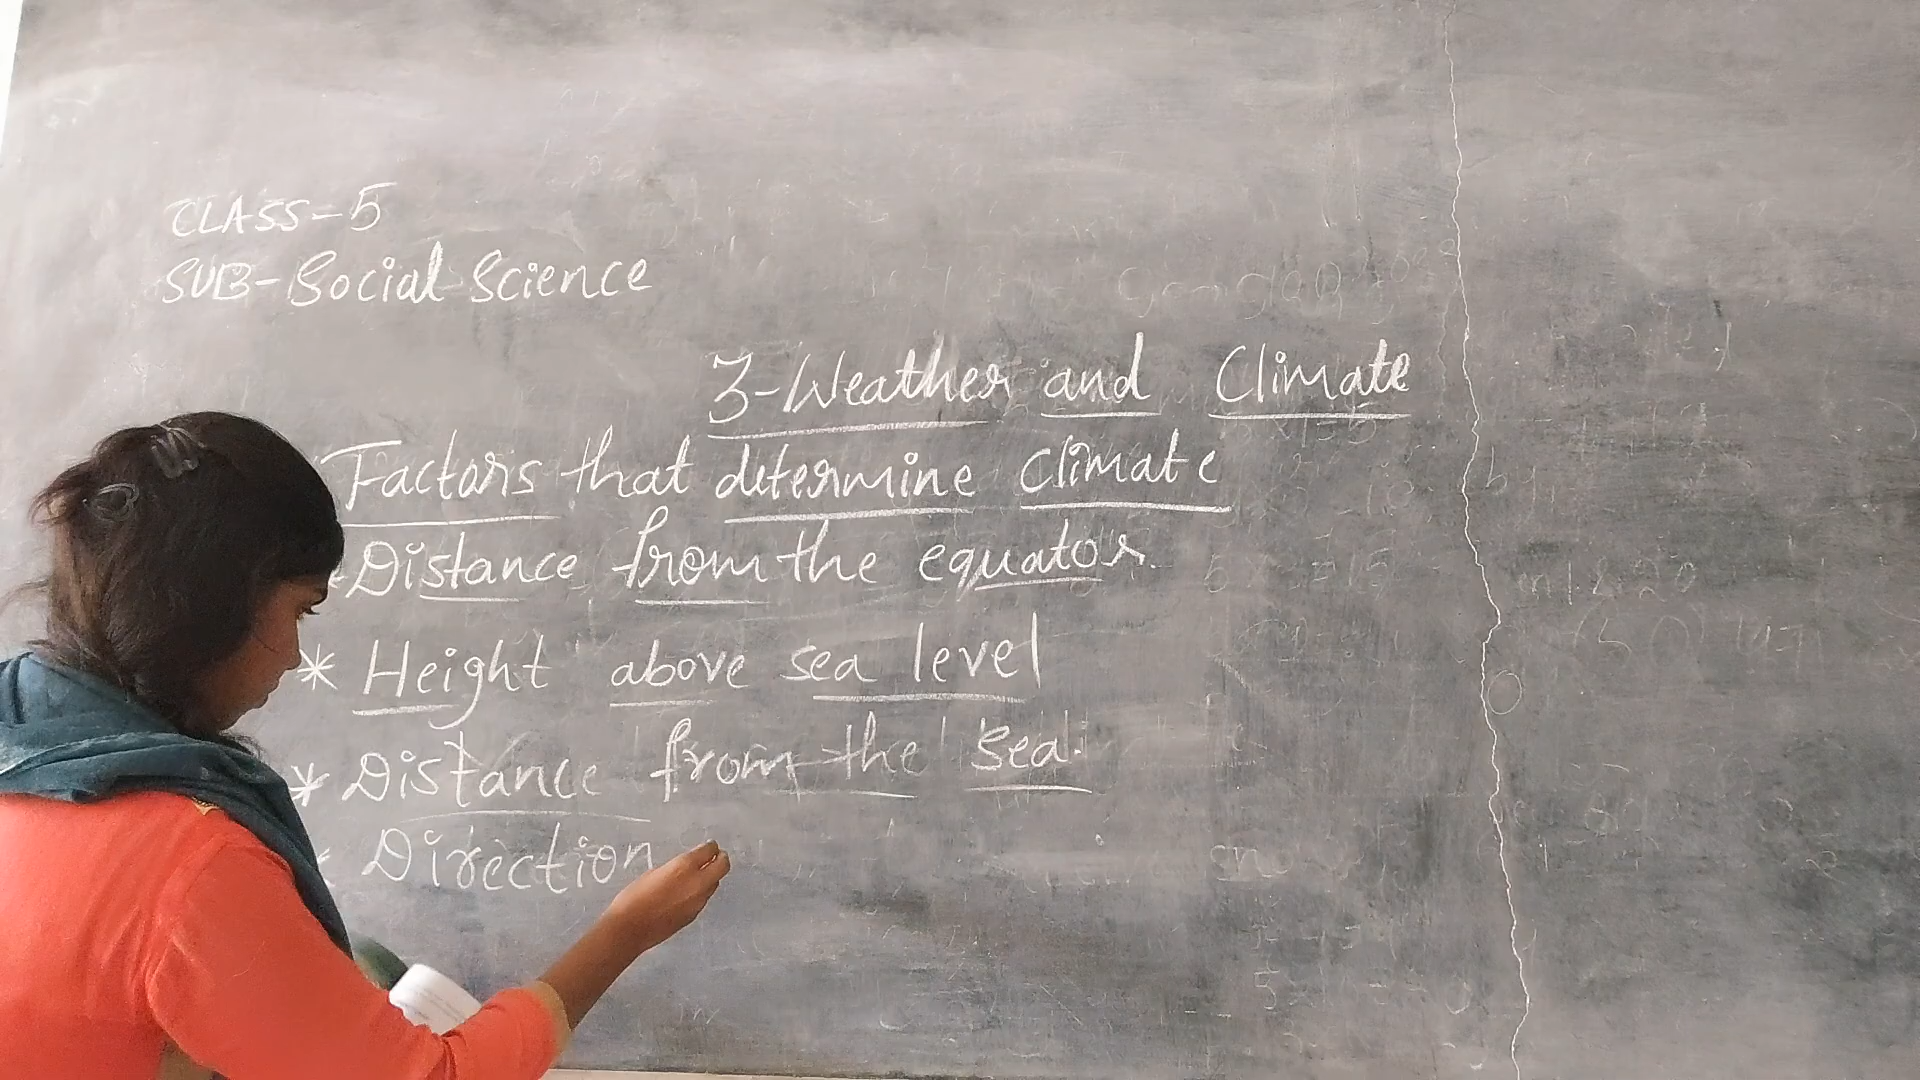 CLASS-5
SUB-Social Science
3-Weather and Climate
Factors that determine climate
Distance from the equator.
* Height above sea level
* Distance from the sea.
* Direction